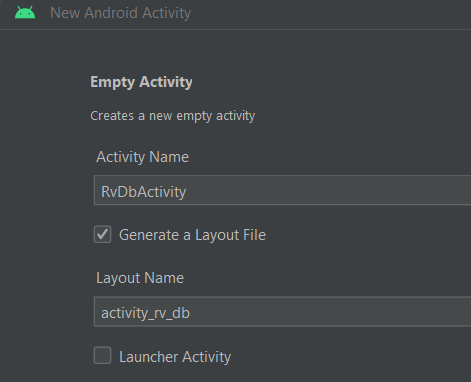 New Android Activity
Empty Activity
Creates a new empty activity
Activity Name
RvDbActivity
Generate a Layout File
Layout Name
activity_rv_db
Launcher Activity